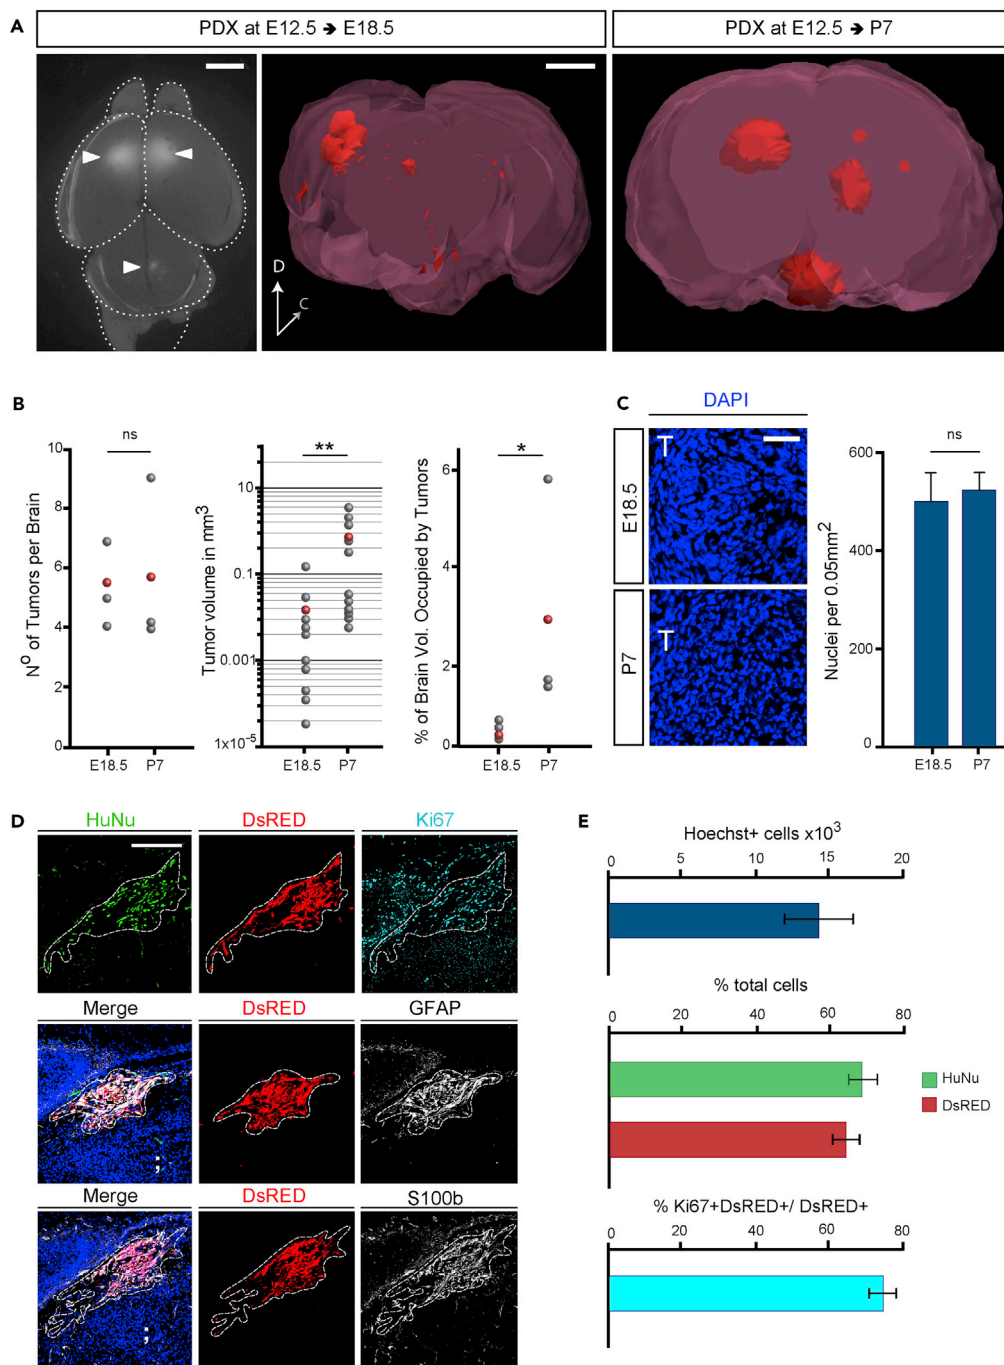 A
PDX at E12.5 ➔ E18.5
PDX at E12.5 ➔ P7
D
C
B
ns
Nº of Tumors per Brain
10
8
6
4
2
0
E18.5 P7
**
Tumor volume in mm³
10
0.1
0.001
1x10⁻⁵
E18.5 P7
*
% of Brain Vol. Occupied by Tumors
6
4
2
0
E18.5 P7
C
DAPI
E18.5
T
P7
T
ns
Nuclei per 0.05mm²
600
400
200
0
E18.5 P7
D
HuNu DsRED Ki67
Merge DsRED GFAP
Merge DsRED S100b
E
Hoechst+ cells x10³
0 5 10 15 20
% total cells
0 20 40 60 80
HuNu
DsRED
% Ki67+DsRED+/ DsRED+
0 20 40 60 80